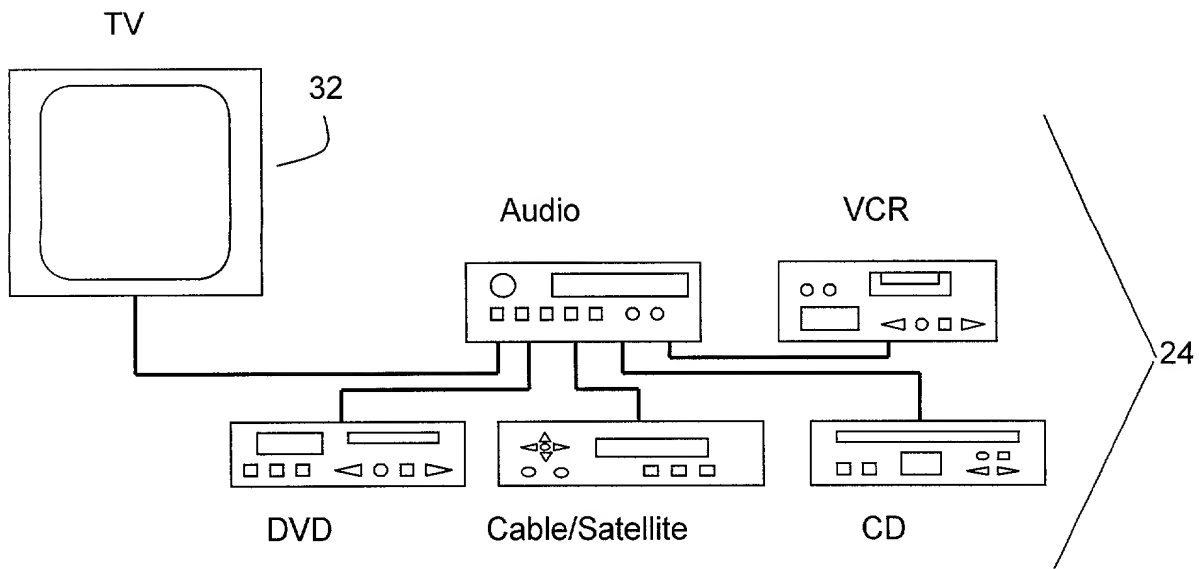 TV
32
Audio
VCR
24
DVD
Cable/Satellite
CD